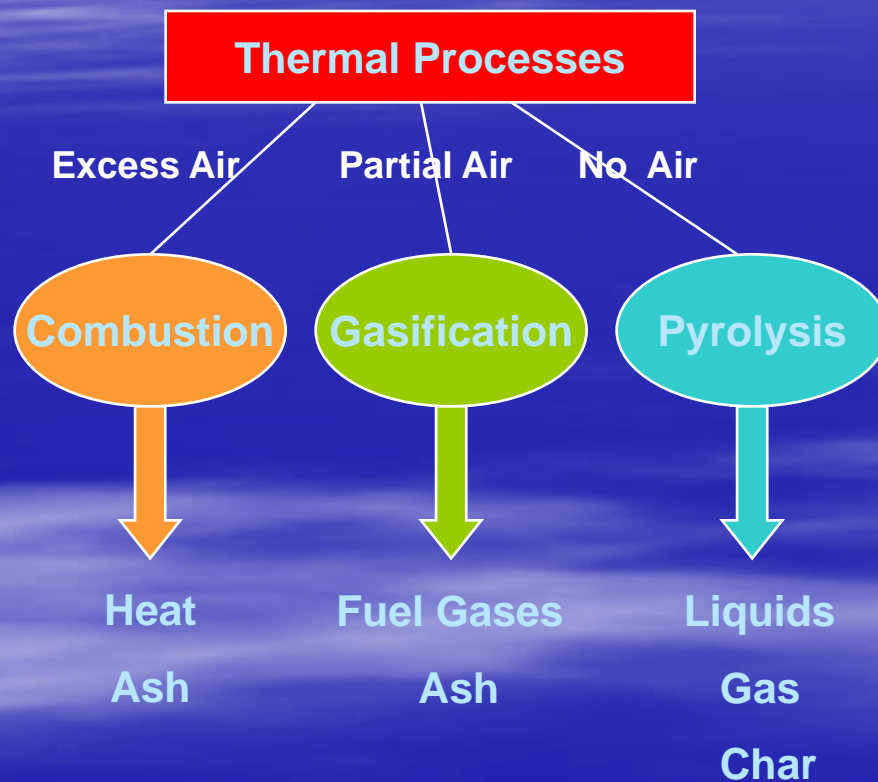 Thermal Processes
Excess Air Partial Air No Air
Combustion Gasification Pyrolysis
Heat Fuel Gases Liquids
Ash Ash Gas
Char